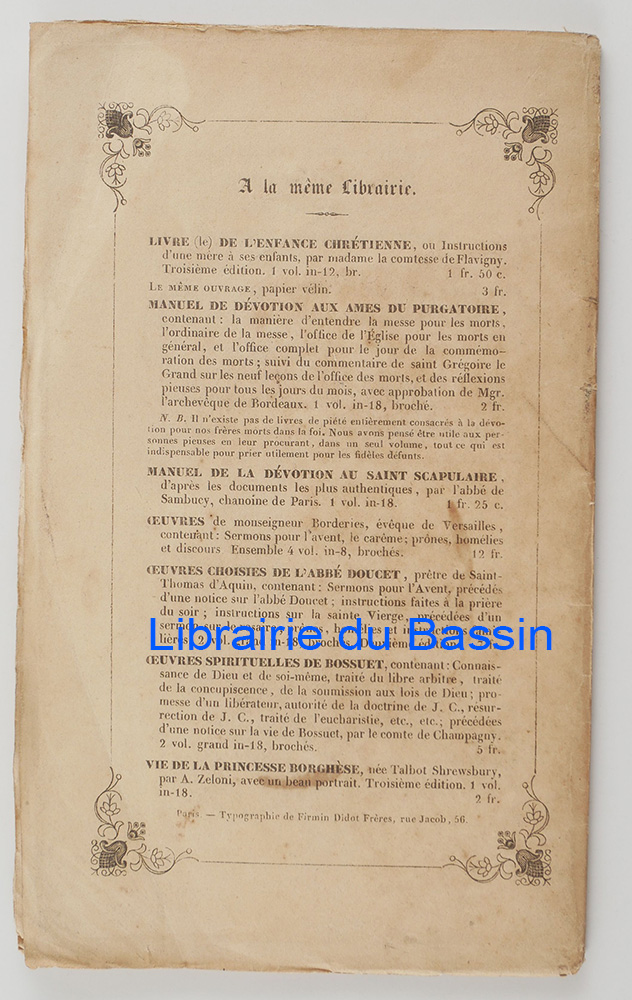 A la même Librairie.
LIVRE (le) DE L'ENFANCE CHRÉTIENNE, ou Instructions
d'une mère à ses enfants, par madame la comtesse de Flavigny.
Troisième édition. 1 vol. in-12, br. 1 fr. 50 c.
LE MÊME OUVRAGE, papier vélin. 3 fr.
MANUEL DE DÉVOTION AUX AMES DU PURGATOIRE,
contenant : la manière d'entendre la messe pour les morts,
l'ordinaire de la messe, l'office de l'Église pour les morts en
général, et l'office complet pour le jour de la commémo-
ration des morts ; suivi du commentaire de saint Grégoire le
Grand sur les neuf leçons de l'office des morts, et des réflexions
pieuses pour tous les jours du mois, avec approbation de Mgr.
l'archevêque de Bordeaux. 1 vol. in-18, broché. 2 fr.
N. B. Il n'existe pas de livres de piété entièrement consacrés à la dévo-
tion pour nos frères morts dans la foi. Nous avons pensé être utile aux per-
sonnes pieuses en leur procurant, dans un seul volume, tout ce qui est
indispensable pour prier utilement pour les fidèles défunts.
MANUEL DE LA DÉVOTION AU SAINT SCAPULAIRE,
d'après les documents les plus authentiques, par l'abbé de
Sambucy, chanoine de Paris. 1 vol. in-18. 1 fr. 25 c.
ŒUVRES de monseigneur Borderies, évêque de Versailles,
contenant : Sermons pour l'avent, le carême ; prônes, homélies
et discours Ensemble 4 vol. in-8, brochés. 12 fr.
ŒUVRES CHOISIES DE L'ABBÉ DOUCET, prêtre de Saint-
Thomas d'Aquin, contenant : Sermons pour l'Avent, précédés
d'une notice sur l'abbé Doucet ; instructions faites à la prière
du soir ; instructions sur la sainte Vierge, précédées d'un
sermon sur le rosaire, prônes, homélies et instructions fami-
lières. 2 vol. grand in-18, brochés. Deuxième édition.
Librairie du Bassin
ŒUVRES SPIRITUELLES DE BOSSUET, contenant : Connais-
sance de Dieu et de soi-même, traité du libre arbitre, traité
de la concupiscence, de la soumission aux lois de Dieu ; pro-
messe d'un libérateur, autorité de la doctrine de J. C., résur-
rection de J. C., traité de l'eucharistie, etc., etc. ; précédées
d'une notice sur la vie de Bossuet, par le comte de Champagny.
2 vol. grand in-18, brochés. 5 fr.
VIE DE LA PRINCESSE BORGHÈSE, née Talbot Shrewsbury,
par A. Zeloni, avec un beau portrait. Troisième édition. 1 vol.
in-18. 2 fr.
Paris. — Typographie de Firmin Didot Frères, rue Jacob, 56.